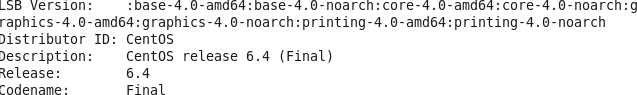 LSB Version:    :base-4.0-amd64:base-4.0-noarch:core-4.0-amd64:core-4.0-noarch:g
raphics-4.0-amd64:graphics-4.0-noarch:printing-4.0-amd64:printing-4.0-noarch
Distributor ID: CentOS
Description:    CentOS release 6.4 (Final)
Release:        6.4
Codename:       Final